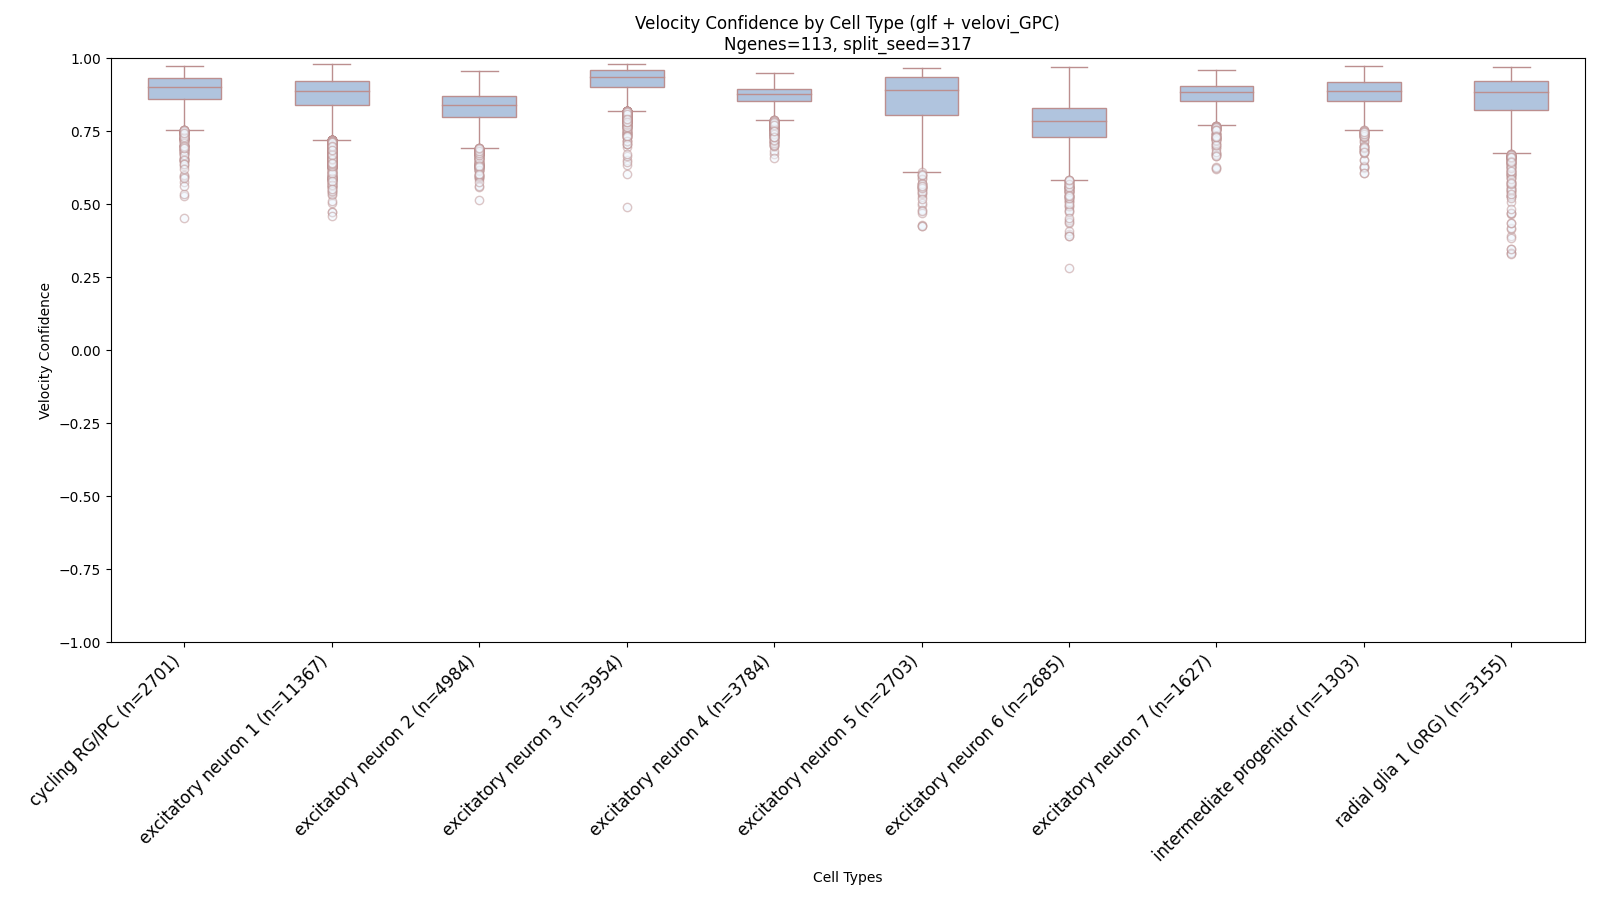 Velocity Confidence by Cell Type (glf + velovi_GPC)
Ngenes=113, split_seed=317
Velocity Confidence
1.00
0.75
0.50
0.25
0.00
−0.25
−0.50
−0.75
−1.00
cycling RG/IPC (n=2701)
excitatory neuron 1 (n=11367)
excitatory neuron 2 (n=4984)
excitatory neuron 3 (n=3954)
excitatory neuron 4 (n=3784)
excitatory neuron 5 (n=2703)
excitatory neuron 6 (n=2685)
excitatory neuron 7 (n=1627)
intermediate progenitor (n=1303)
radial glia 1 (oRG) (n=3155)
Cell Types